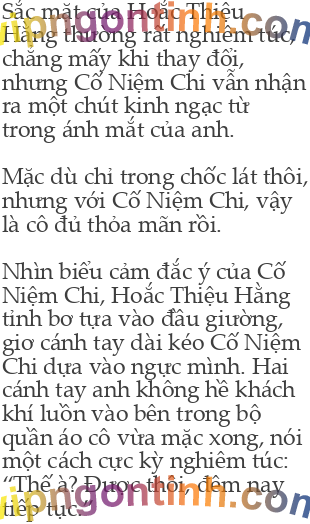 Sắc mặt của Hoắc Thiệu
Hằng thường rất nghiêm túc,
chẳng mấy khi thay đổi,
nhưng Cố Niệm Chi vẫn nhận
ra một chút kinh ngạc từ
trong ánh mắt của anh.
Mặc dù chỉ trong chốc lát thôi,
nhưng với Cố Niệm Chi, vậy
là cô đủ thỏa mãn rồi.
Nhìn biểu cảm đắc ý của Cố
Niệm Chi, Hoắc Thiệu Hằng
tỉnh bơ tựa vào đầu giường,
giơ cánh tay dài kéo Cố Niệm
Chi dựa vào ngực mình. Hai
cánh tay anh không hề khách
khí luồn vào bên trong bộ
quần áo cô vừa mặc xong, nói
một cách cực kỳ nghiêm túc:
“Thế à? Được thôi, đêm nay
tiếp tục.”
vipngontinh.com
vipngontinh.com